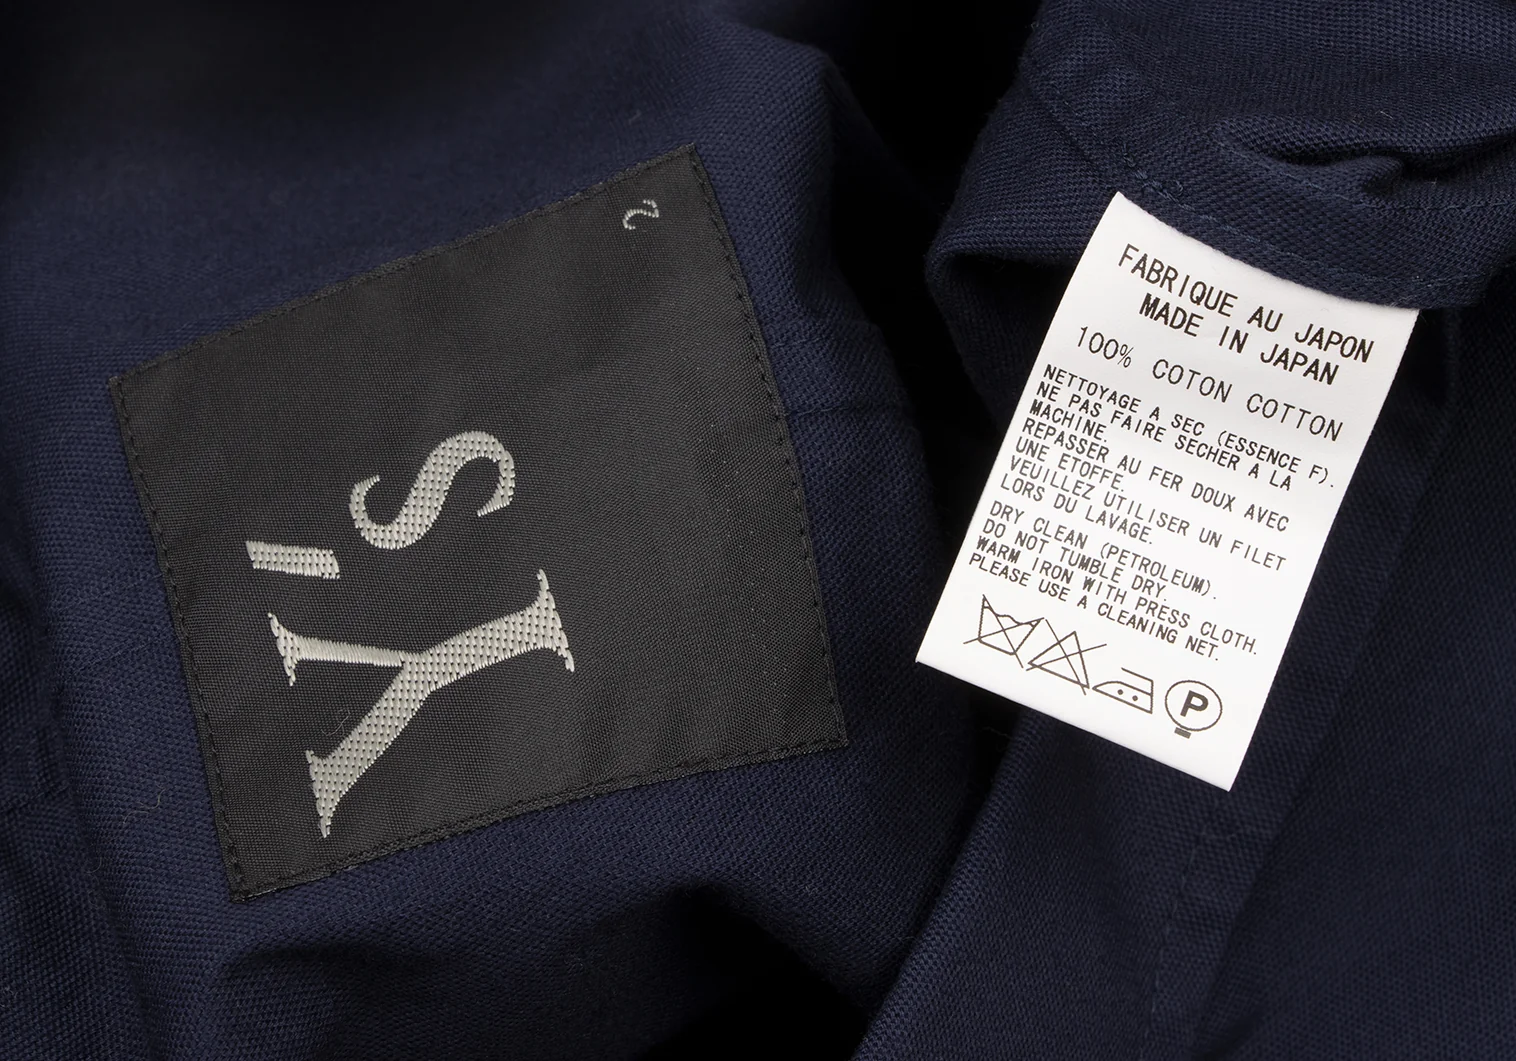 Y's
2
FABRIQUE AU JAPON
MADE IN JAPAN
100% COTON COTTON
NETTOYAGE A SEC (ESSENCE F).
NE PAS FAIRE SECHER A LA
MACHINE.
REPASSER AU FER DOUX AVEC
UNE ETOFFE.
VEUILLEZ UTILISER UN FILET
LORS DU LAVAGE.
DRY CLEAN (PETROLEUM).
DO NOT TUMBLE DRY.
WARM IRON WITH PRESS CLOTH.
PLEASE USE A CLEANING NET.
P